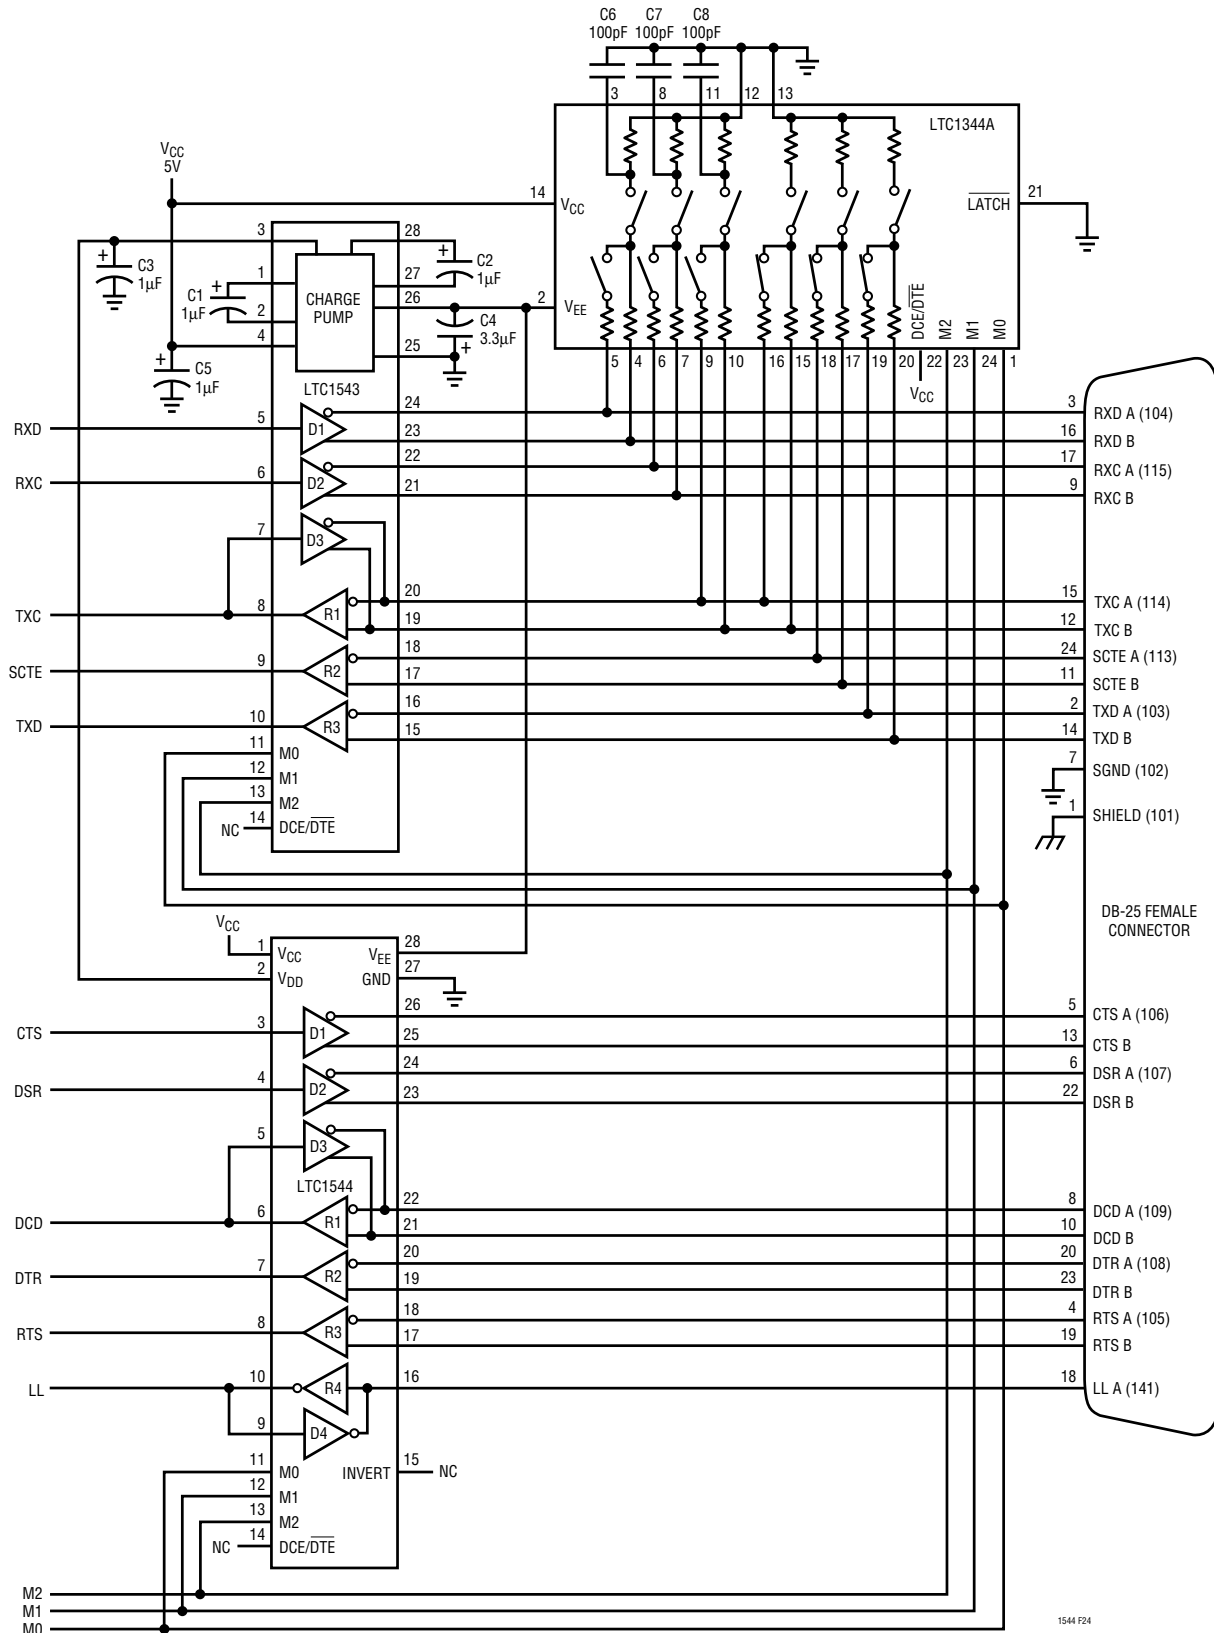 C6 C7 C8
100pF 100pF 100pF
3 8 11 12 13
LTC1344A
VCC
5V
14 VCC
LATCH 21
3 28
C3
1µF
C2
1µF
1 27
C1
1µF
CHARGE
PUMP
26 2 VEE
2
4 25
C4
3.3µF
DCE/DTE M2 M1 M0
C5
1µF
5 4 6 7 9 10 16 15 18 17 19 20 22 23 24 1
VCC
LTC1543
RXD 5 D1 24 3 RXD A (104)
23 16 RXD B
RXC 6 D2 22 17 RXC A (115)
21 9 RXC B
7 D3
TXC 8 R1 20 15 TXC A (114)
19 12 TXC B
SCTE 9 R2 18 24 SCTE A (113)
17 11 SCTE B
TXD 10 R3 16 2 TXD A (103)
15 14 TXD B
11 M0
12 M1
13 M2
NC 14 DCE/DTE
7 SGND (102)
1 SHIELD (101)
DB-25 FEMALE
CONNECTOR
VCC
1 VCC VEE 28
2 VDD GND 27
CTS 3 D1 26 5 CTS A (106)
25 13 CTS B
DSR 4 D2 24 6 DSR A (107)
23 22 DSR B
5 D3
LTC1544
DCD 6 R1 22 8 DCD A (109)
21 10 DCD B
DTR 7 R2 20 20 DTR A (108)
19 23 DTR B
RTS 8 R3 18 4 RTS A (105)
17 19 RTS B
LL 10 R4 16 18 LL A (141)
9 D4
11 M0 INVERT 15 NC
12 M1
13 M2
NC 14 DCE/DTE
M2
M1
M0
1544 F24